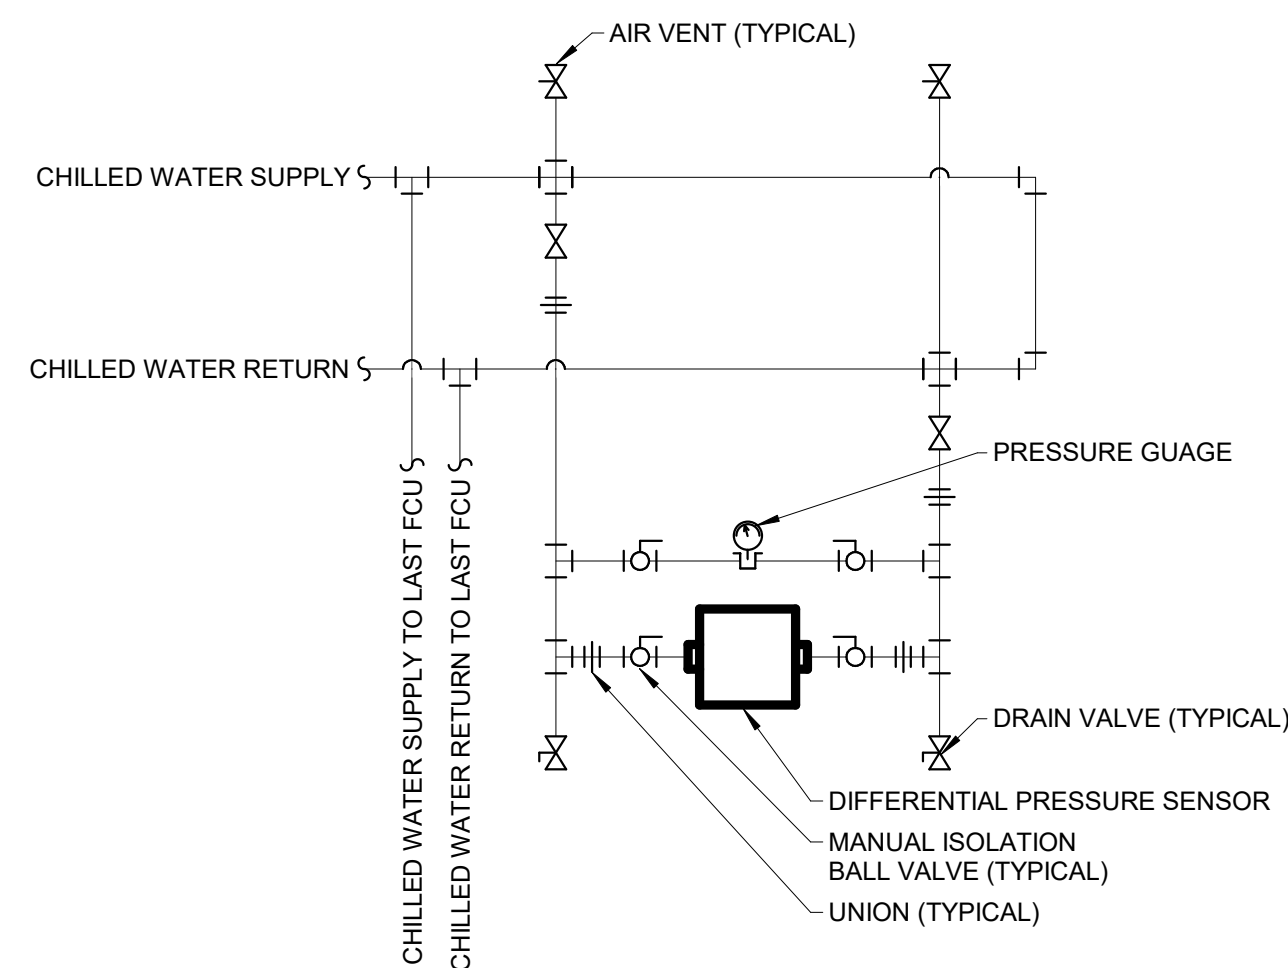 AIR VENT (TYPICAL)
CHILLED WATER SUPPLY
CHILLED WATER RETURN
PRESSURE GUAGE
CHILLED WATER SUPPLY TO LAST FCU
CHILLED WATER RETURN TO LAST FCU
DRAIN VALVE (TYPICAL)
DIFFERENTIAL PRESSURE SENSOR
MANUAL ISOLATION
BALL VALVE (TYPICAL)
UNION (TYPICAL)